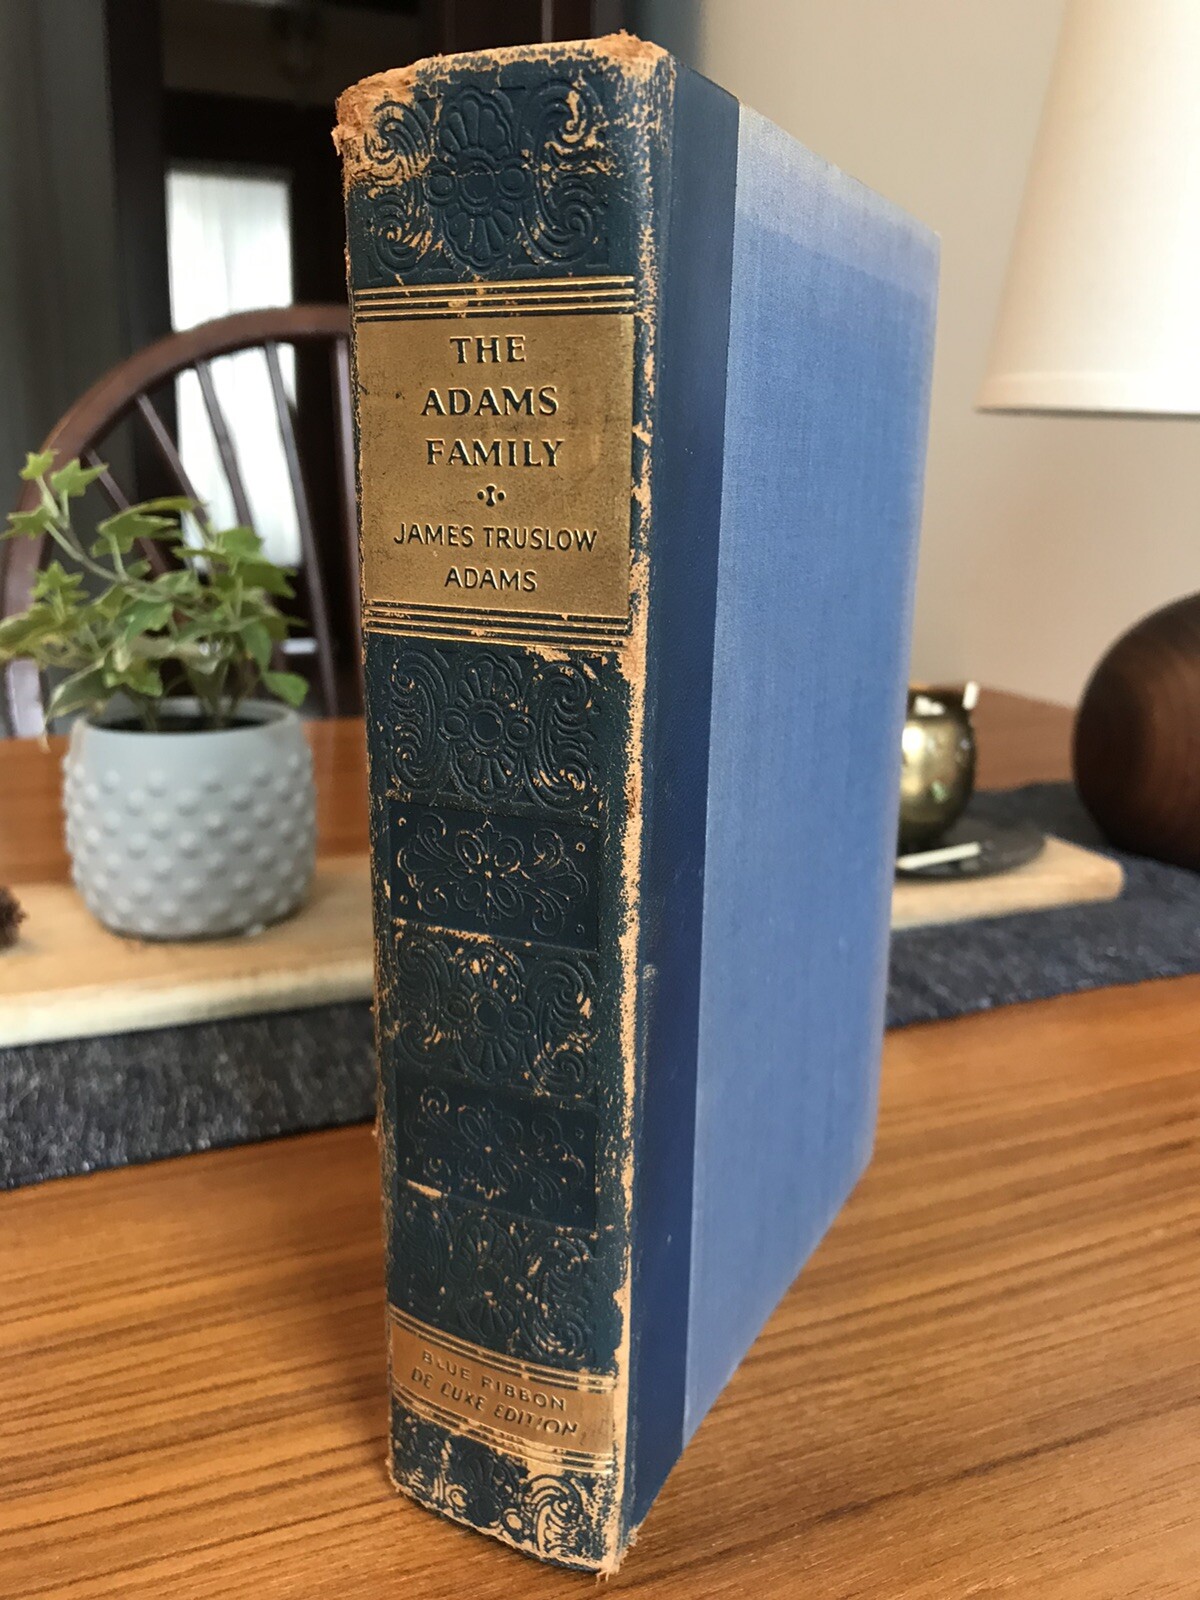 THE
ADAMS
FAMILY
JAMES TRUSLOW
ADAMS
BLUE RIBBON
DE LUXE EDITION